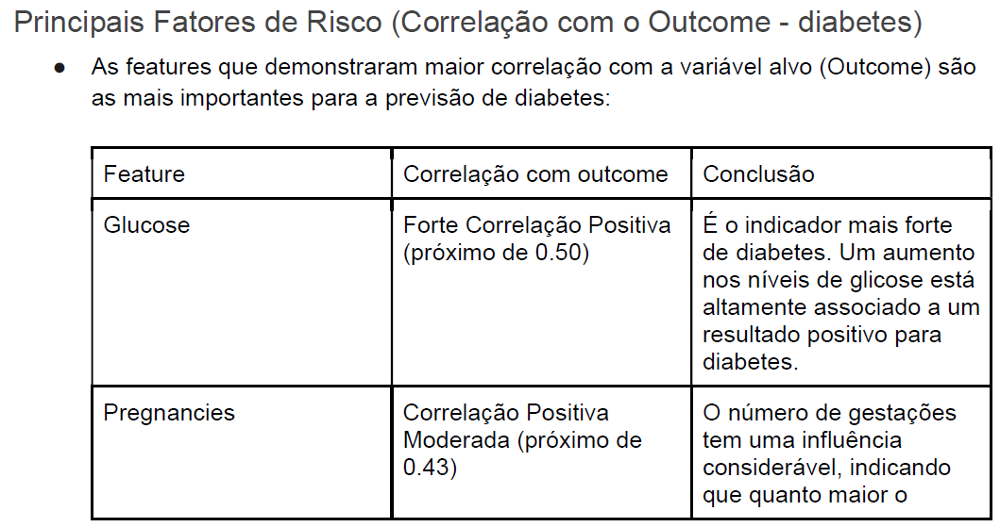 Principais Fatores de Risco (Correlação com o Outcome - diabetes)
● As features que demonstraram maior correlação com a variável alvo (Outcome) são
as mais importantes para a previsão de diabetes:
Feature
Correlação com outcome
Conclusão
Glucose
Forte Correlação Positiva
(próximo de 0.50)
É o indicador mais forte
de diabetes. Um aumento
nos níveis de glicose está
altamente associado a um
resultado positivo para
diabetes.
Pregnancies
Correlação Positiva
Moderada (próximo de
0.43)
O número de gestações
tem uma influência
considerável, indicando
que quanto maior o